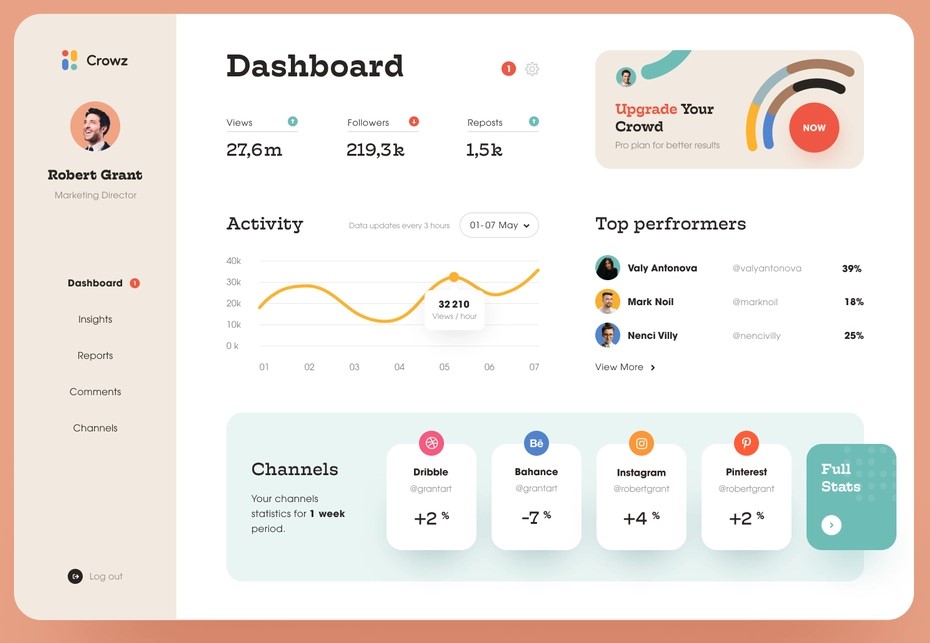 Crowz
Robert Grant
Marketing Director
Dashboard 1
Insights
Reports
Comments
Channels
Log out
Dashboard
1
Views
27,6m
Followers
219,3k
Reposts
1,5k
Upgrade Your
Crowd
Pro plan for better results
NOW
Activity
Data updates every 3 hours
01-07 May
40k
30k
20k
10k
0 k
32 210
Views / hour
01 02 03 04 05 06 07
Top perfrormers
Valy Antonova @valyantonova 39%
Mark Noil @marknoil 18%
Nenci Villy @nencivilly 25%
View More
Channels
Your channels
statistics for 1 week
period.
Dribble
@grantart
+2 %
Bē
Bahance
@grantart
-7 %
Instagram
@robertgrant
+4 %
Pinterest
@robertgrant
+2 %
Full
Stats